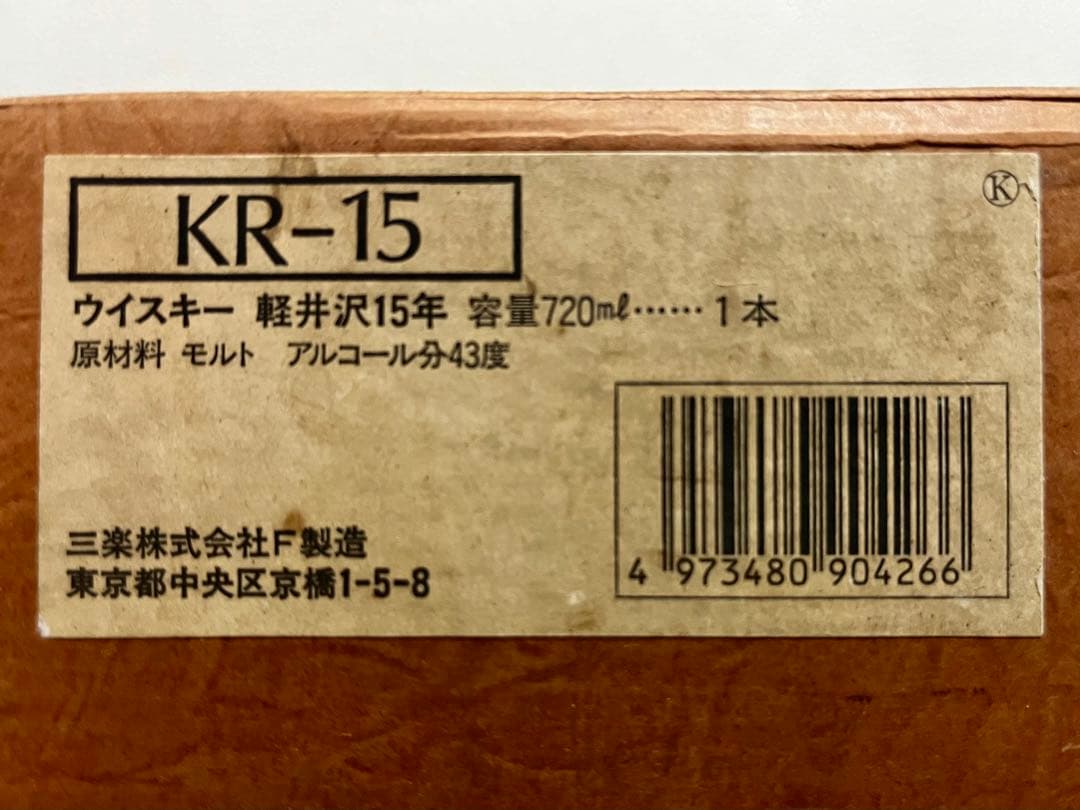 KR-15
Ⓚ
ウイスキー 軽井沢15年 容量720㎖…… 1本
原材料 モルト アルコール分43度
三楽株式会社F製造
東京都中央区京橋1-5-8
4 973480 904266